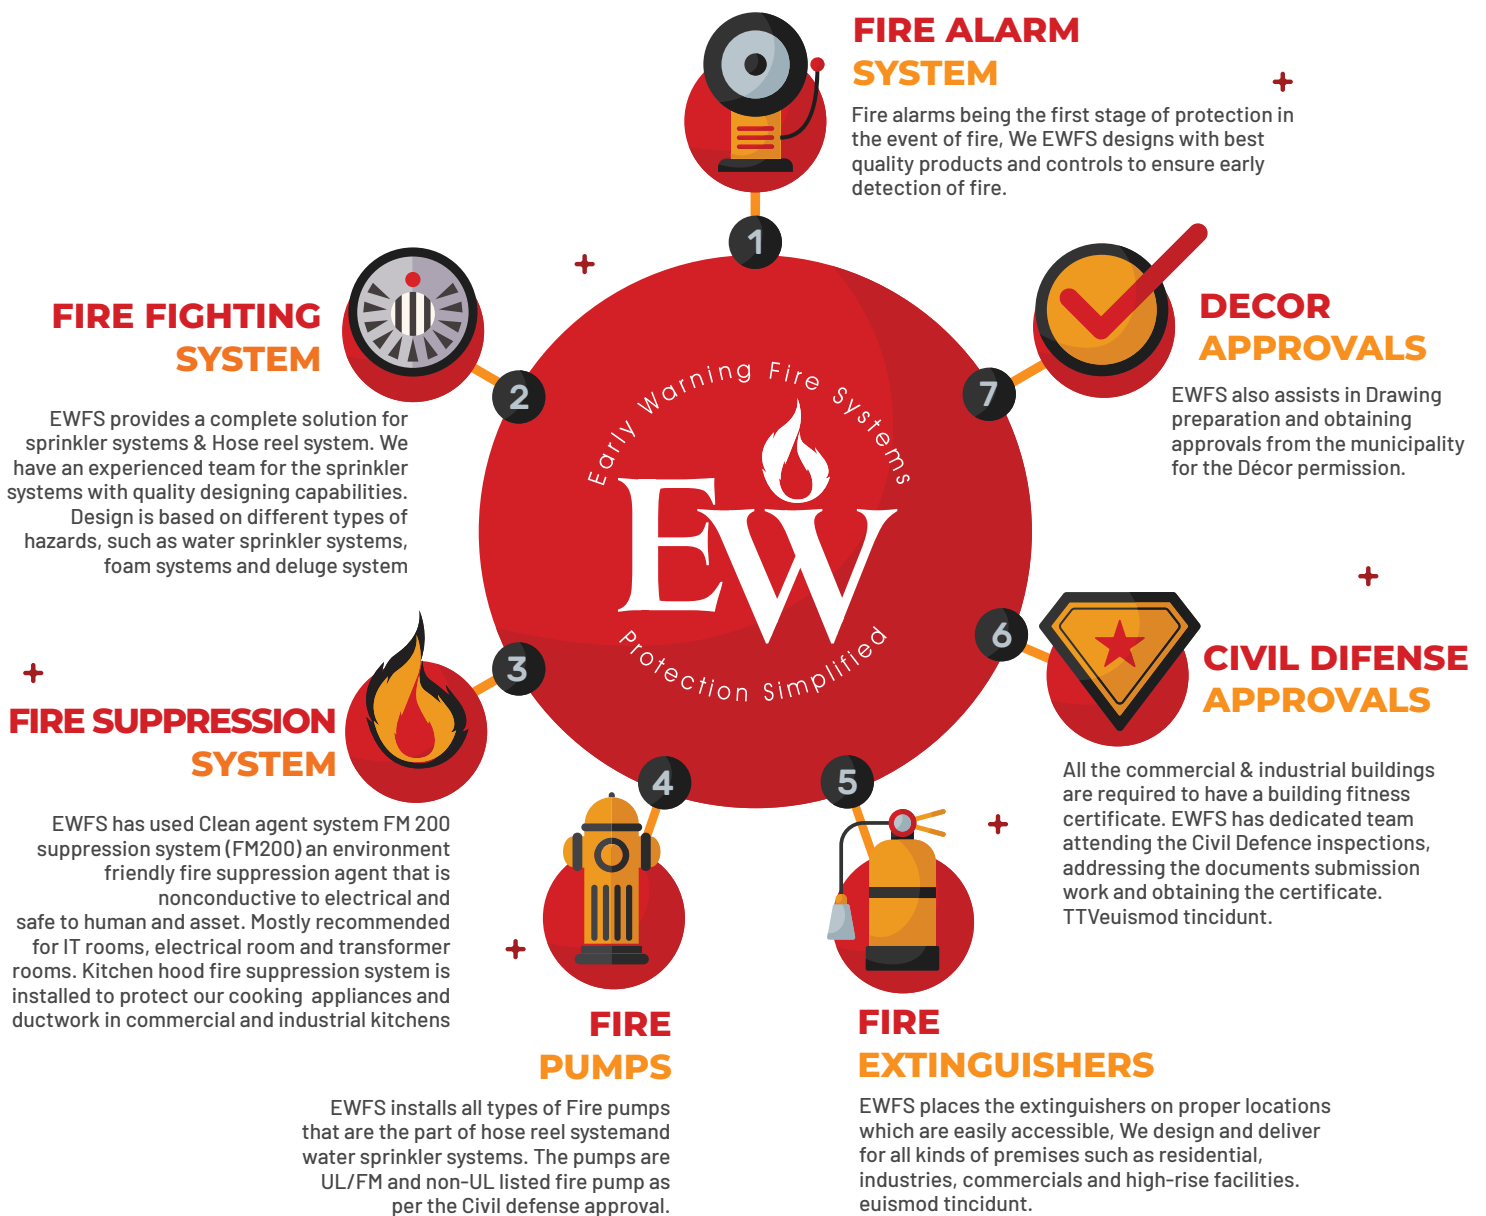 FIRE ALARM
SYSTEM
Fire alarms being the first stage of protection in
the event of fire, We EWFS designs with best
quality products and controls to ensure early
detection of fire.
1
FIRE FIGHTING
SYSTEM
EWFS provides a complete solution for
sprinkler systems & Hose reel system. We
have an experienced team for the sprinkler
systems with quality designing capabilities.
Design is based on different types of
hazards, such as water sprinkler systems,
foam systems and deluge system
2
7
DECOR
APPROVALS
EWFS also assists in Drawing
preparation and obtaining
approvals from the municipality
for the Décor permission.
Early Warning Fire Systems
EW
Protection Simplified
3
FIRE SUPPRESSION
SYSTEM
EWFS has used Clean agent system FM 200
suppression system (FM200) an environment
friendly fire suppression agent that is
nonconductive to electrical and
safe to human and asset. Mostly recommended
for IT rooms, electrical room and transformer
rooms. Kitchen hood fire suppression system is
installed to protect our cooking appliances and
ductwork in commercial and industrial kitchens
6
CIVIL DIFENSE
APPROVALS
All the commercial & industrial buildings
are required to have a building fitness
certificate. EWFS has dedicated team
attending the Civil Defence inspections,
addressing the documents submission
work and obtaining the certificate.
TTVeuismod tincidunt.
4
FIRE
PUMPS
EWFS installs all types of Fire pumps
that are the part of hose reel systemand
water sprinkler systems. The pumps are
UL/FM and non-UL listed fire pump as
per the Civil defense approval.
5
FIRE
EXTINGUISHERS
EWFS places the extinguishers on proper locations
which are easily accessible, We design and deliver
for all kinds of premises such as residential,
industries, commercials and high-rise facilities.
euismod tincidunt.